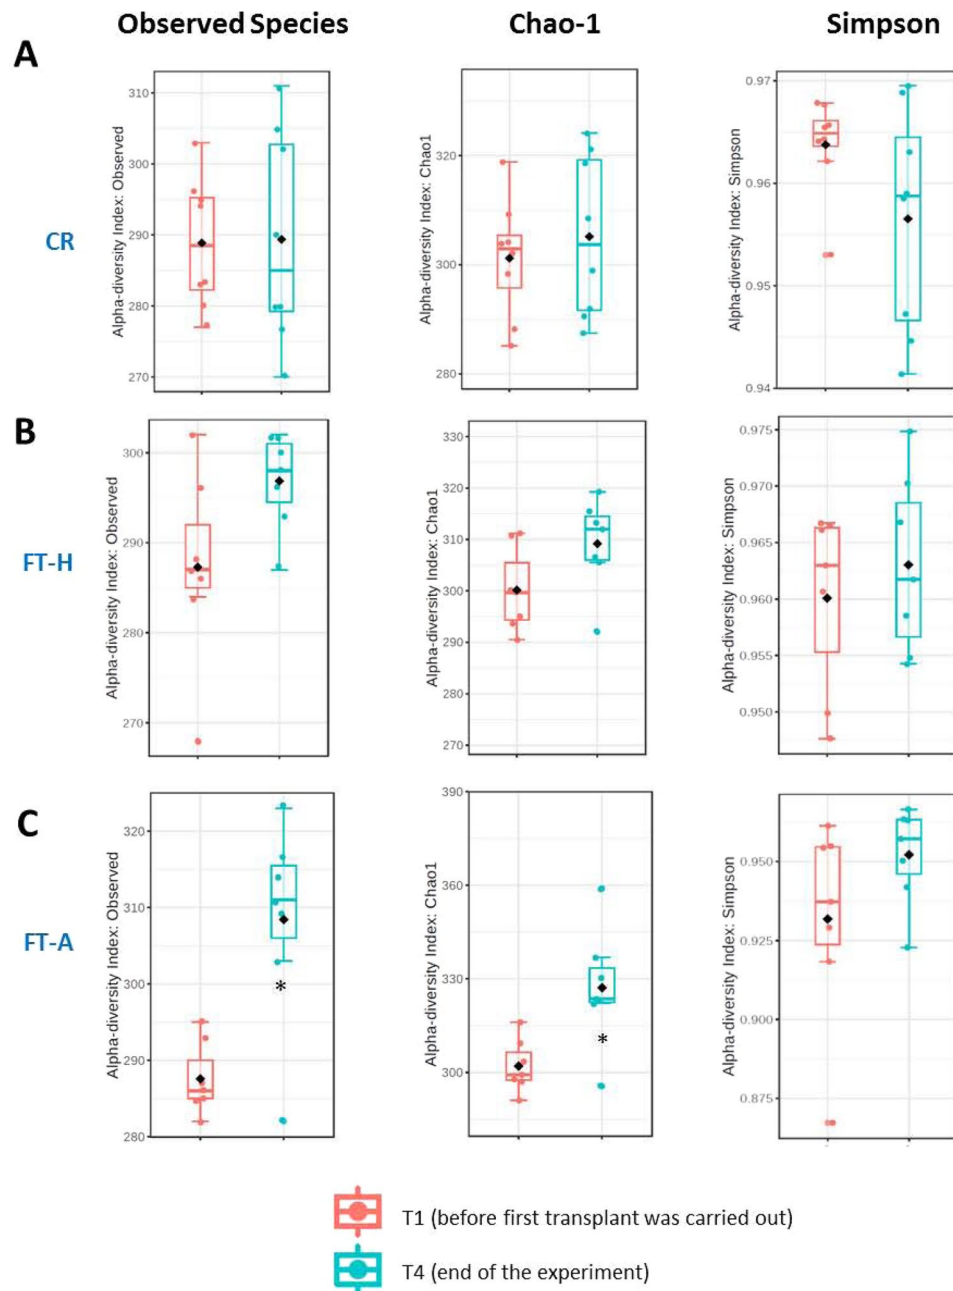 Observed Species
Chao-1
Simpson
A
CR
Alpha-diversity Index: Observed
310
300
290
280
270
Alpha-diversity Index: Chao1
320
300
280
Alpha-diversity Index: Simpson
0.97
0.96
0.95
0.94
B
FT-H
Alpha-diversity Index: Observed
300
290
280
270
Alpha-diversity Index: Chao1
330
320
310
300
290
280
270
Alpha-diversity Index: Simpson
0.975
0.970
0.965
0.960
0.955
0.950
C
FT-A
Alpha-diversity Index: Observed
320
310
300
290
280
*
Alpha-diversity Index: Chao1
390
360
330
300
*
Alpha-diversity Index: Simpson
0.950
0.925
0.900
0.875
T1 (before first transplant was carried out)
T4 (end of the experiment)